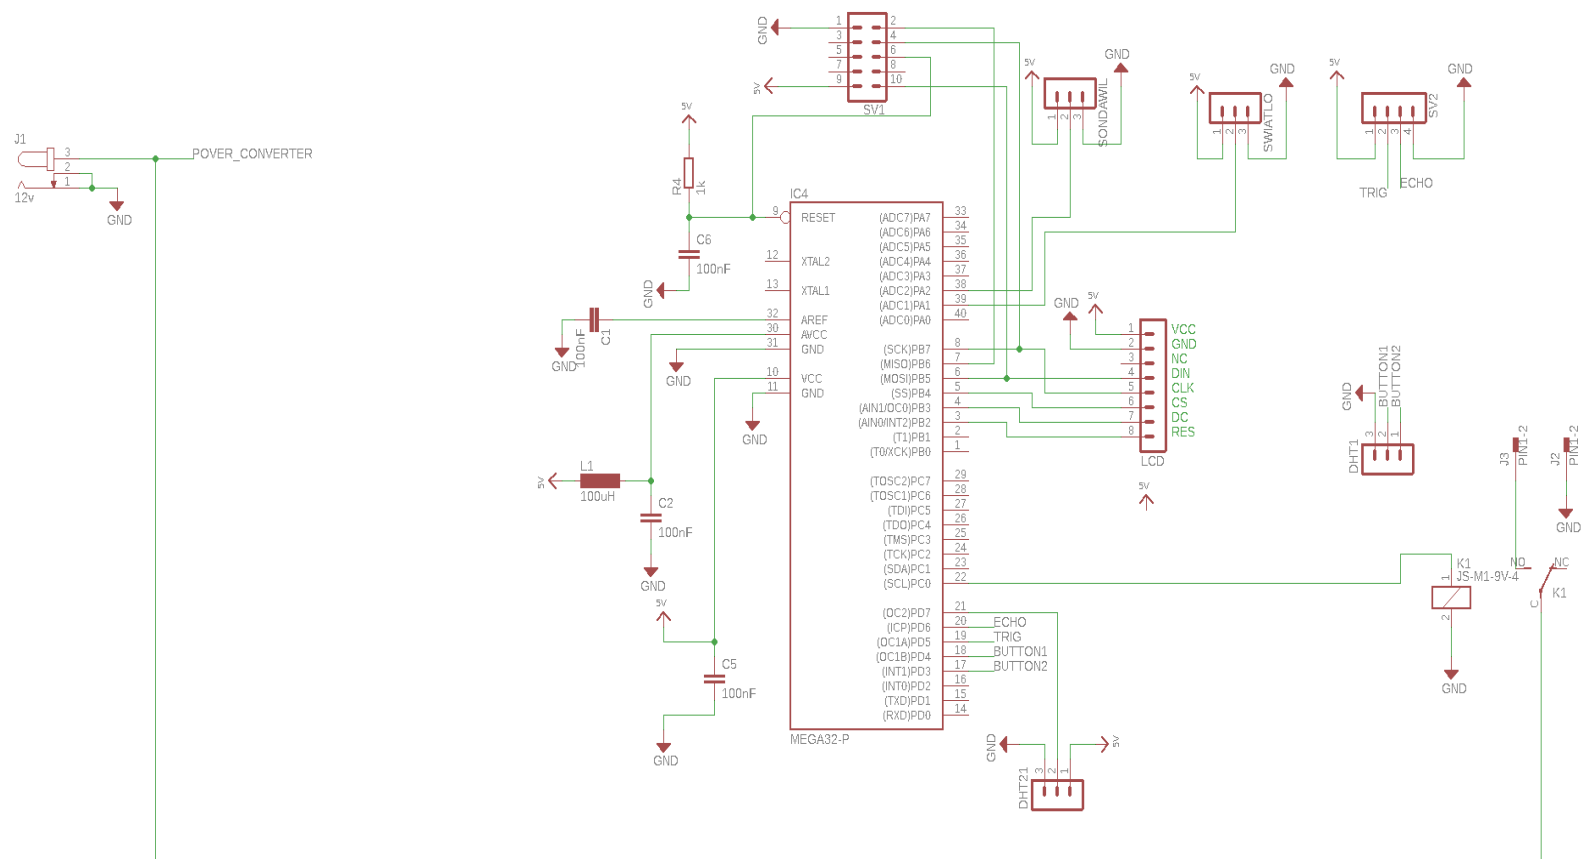 J1
3
2
1
12v
GND
POVER_CONVERTER
GND
1
3
5
7
9
2
4
6
8
10
5V
SV1
5V
R4
1k
C6
100nF
GND
C1
100nF
GND
GND
GND
5V
L1
100uH
C2
100nF
GND
5V
C5
100nF
GND
IC4
9 RESET
12 XTAL2
13 XTAL1
32 AREF
30 AVCC
31 GND
10 VCC
11 GND
(ADC7)PA7 33
(ADC6)PA6 34
(ADC5)PA5 35
(ADC4)PA4 36
(ADC3)PA3 37
(ADC2)PA2 38
(ADC1)PA1 39
(ADC0)PA0 40
(SCK)PB7 8
(MISO)PB6 7
(MOSI)PB5 6
(SS)PB4 5
(AIN1/OC0)PB3 4
(AIN0/INT2)PB2 3
(T1)PB1 2
(T0/XCK)PB0 1
(TOSC2)PC7 29
(TOSC1)PC6 28
(TDI)PC5 27
(TDO)PC4 26
(TMS)PC3 25
(TCK)PC2 24
(SDA)PC1 23
(SCL)PC0 22
(OC2)PD7 21
(ICP)PD6 20 ECHO
(OC1A)PD5 19 TRIG
(OC1B)PD4 18 BUTTON1
(INT1)PD3 17 BUTTON2
(INT0)PD2 16
(TXD)PD1 15
(RXD)PD0 14
MEGA32-P
5V
GND
1
2
3
SONDAWIL
5V
GND
1
2
3
SWIATLO
5V
GND
1
2
3
4
SV2
TRIG
ECHO
GND
5V
1 VCC
2 GND
3 NC
4 DIN
5 CLK
6 CS
7 DC
8 RES
LCD
5V
GND
BUTTON1
BUTTON2
3
2
1
DHT1
J3
PIN1-2
J2
PIN1-2
GND
K1
JS-M1-9V-4
1
2
GND
NO
NC
C
K1
GND
5V
3
2
1
DHT21